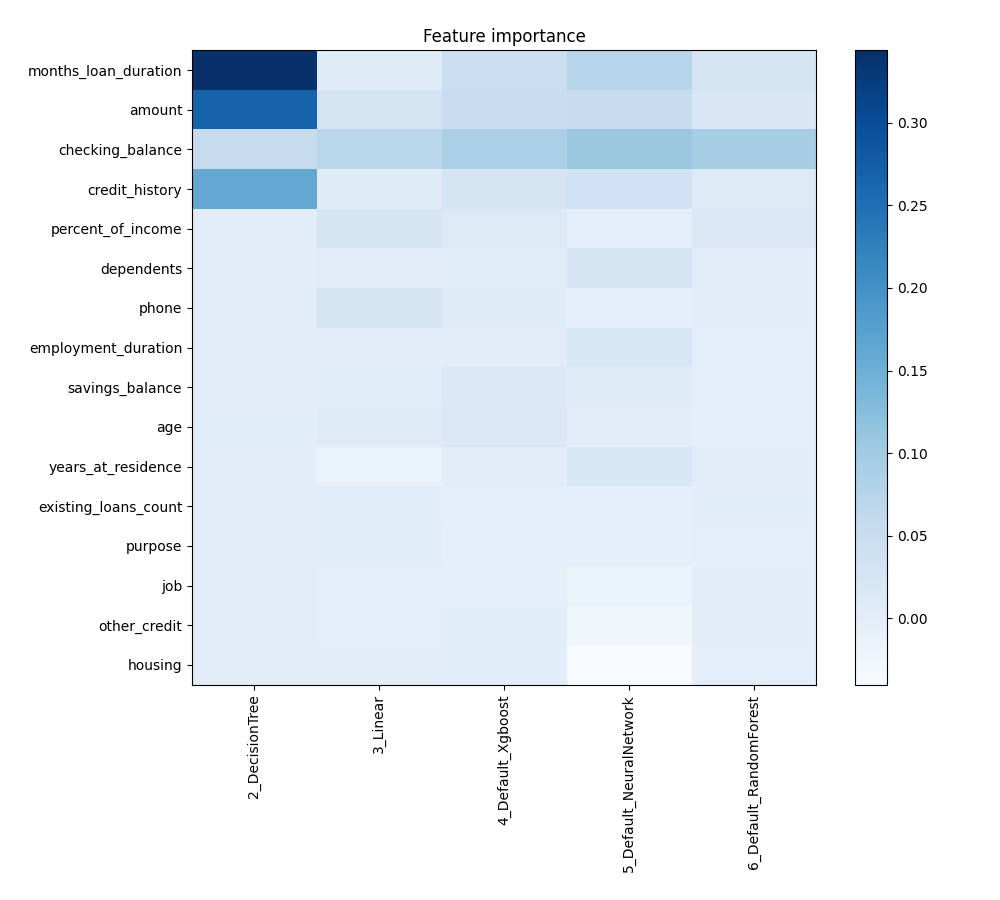 Feature importance
months_loan_duration
amount
checking_balance
credit_history
percent_of_income
dependents
phone
employment_duration
savings_balance
age
years_at_residence
existing_loans_count
purpose
job
other_credit
housing
2_DecisionTree
3_Linear
4_Default_Xgboost
5_Default_NeuralNetwork
6_Default_RandomForest
0.30
0.25
0.20
0.15
0.10
0.05
0.00